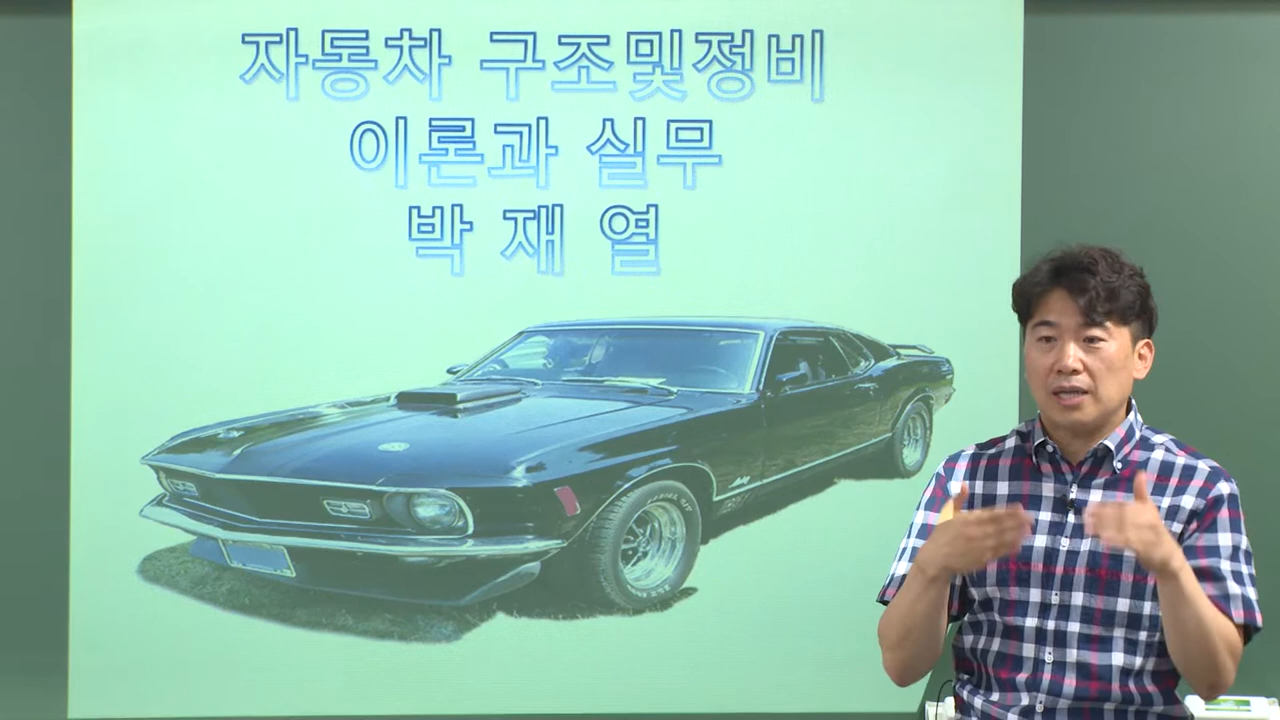 자동차 구조및정비
이론과 실무
박 재 열